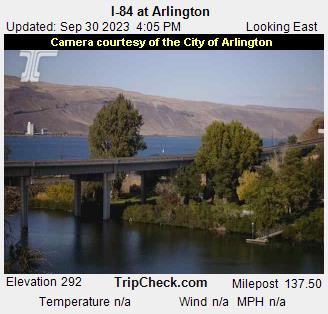 I-84 at Arlington
Updated: Sep 30 2023 4:05 PM Looking East
Camera courtesy of the City of Arlington
Elevation 292 TripCheck.com Milepost 137.50
Temperature n/a Wind n/a MPH n/a